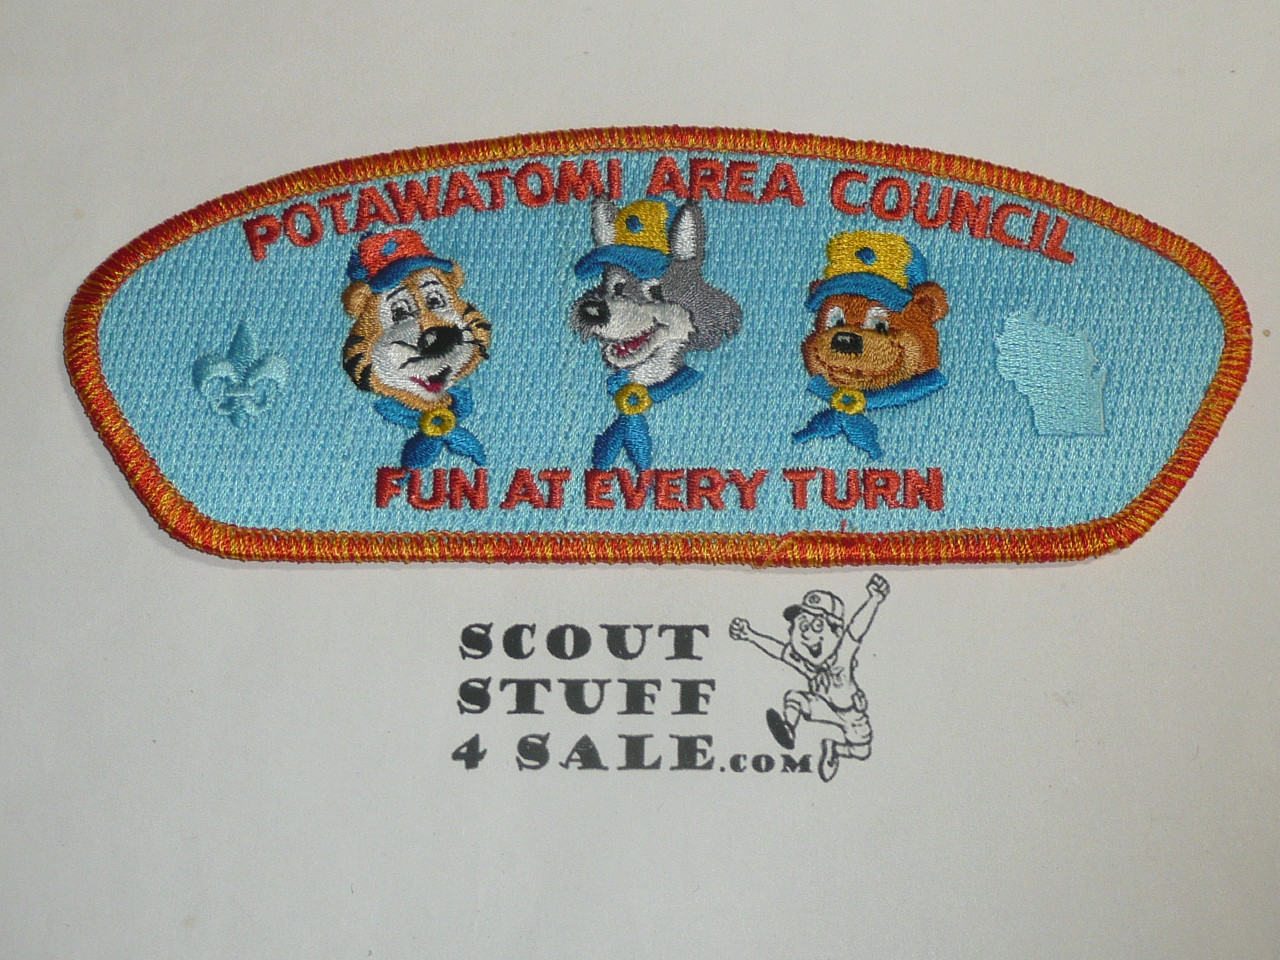 POTAWATOMI AREA COUNCIL
FUN AT EVERY TURN
SCOUT
STUFF
4 SALE.COM